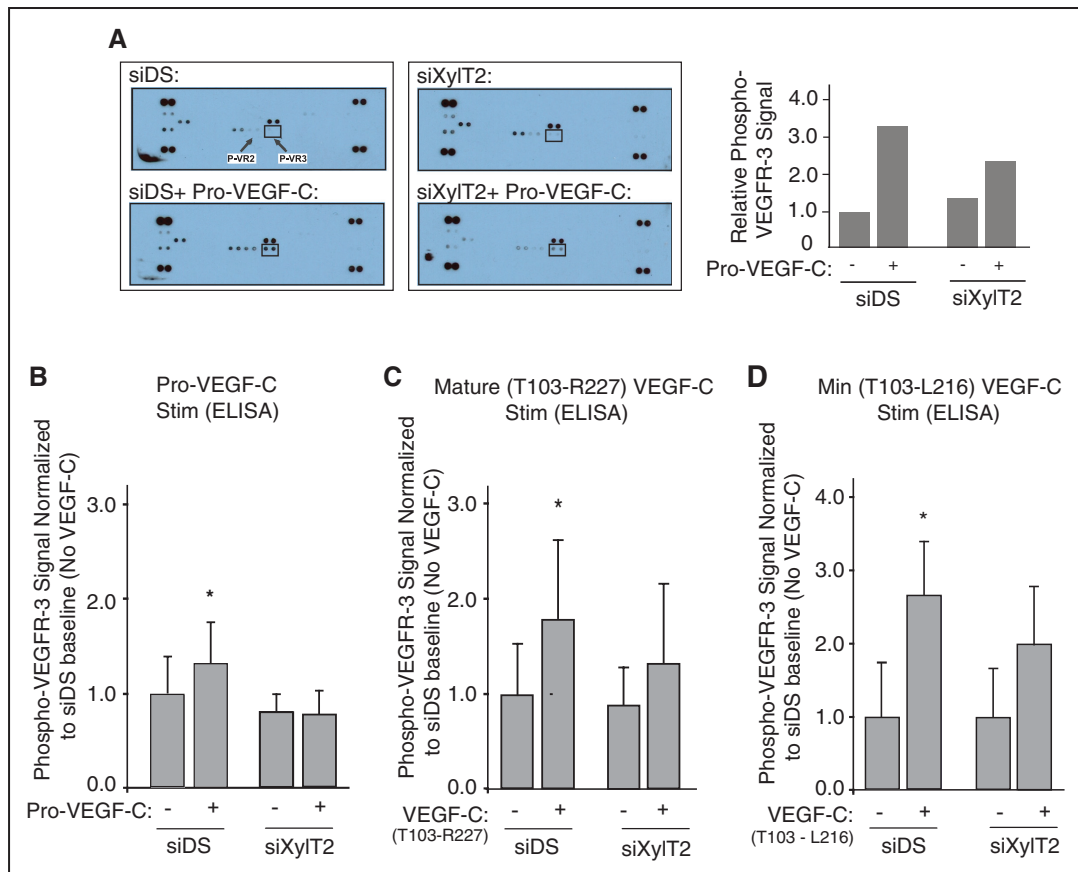 A
siDS:
siXylT2:
P-VR2
P-VR3
siDS+ Pro-VEGF-C:
siXylT2+ Pro-VEGF-C:
Relative Phospho-
VEGFR-3 Signal
4.0
3.0
2.0
1.0
0
Pro-VEGF-C:
- + - +
siDS
siXylT2
B
Pro-VEGF-C
Stim (ELISA)
Phospho-VEGFR-3 Signal Normalized
to siDS baseline (No VEGF-C)
3.0
2.0
1.0
0.0
*
Pro-VEGF-C:
- + - +
siDS
siXylT2
C
Mature (T103-R227) VEGF-C
Stim (ELISA)
Phospho-VEGFR-3 Signal Normalized
to siDS baseline (No VEGF-C)
3.0
2.0
1.0
0.0
*
VEGF-C:
(T103-R227)
- + - +
siDS
siXylT2
D
Min (T103-L216) VEGF-C
Stim (ELISA)
Phospho-VEGFR-3 Signal Normalized
to siDS baseline (No VEGF-C)
4.0
3.0
2.0
1.0
0.0
*
VEGF-C:
(T103 - L216)
- + - +
siDS
siXylT2